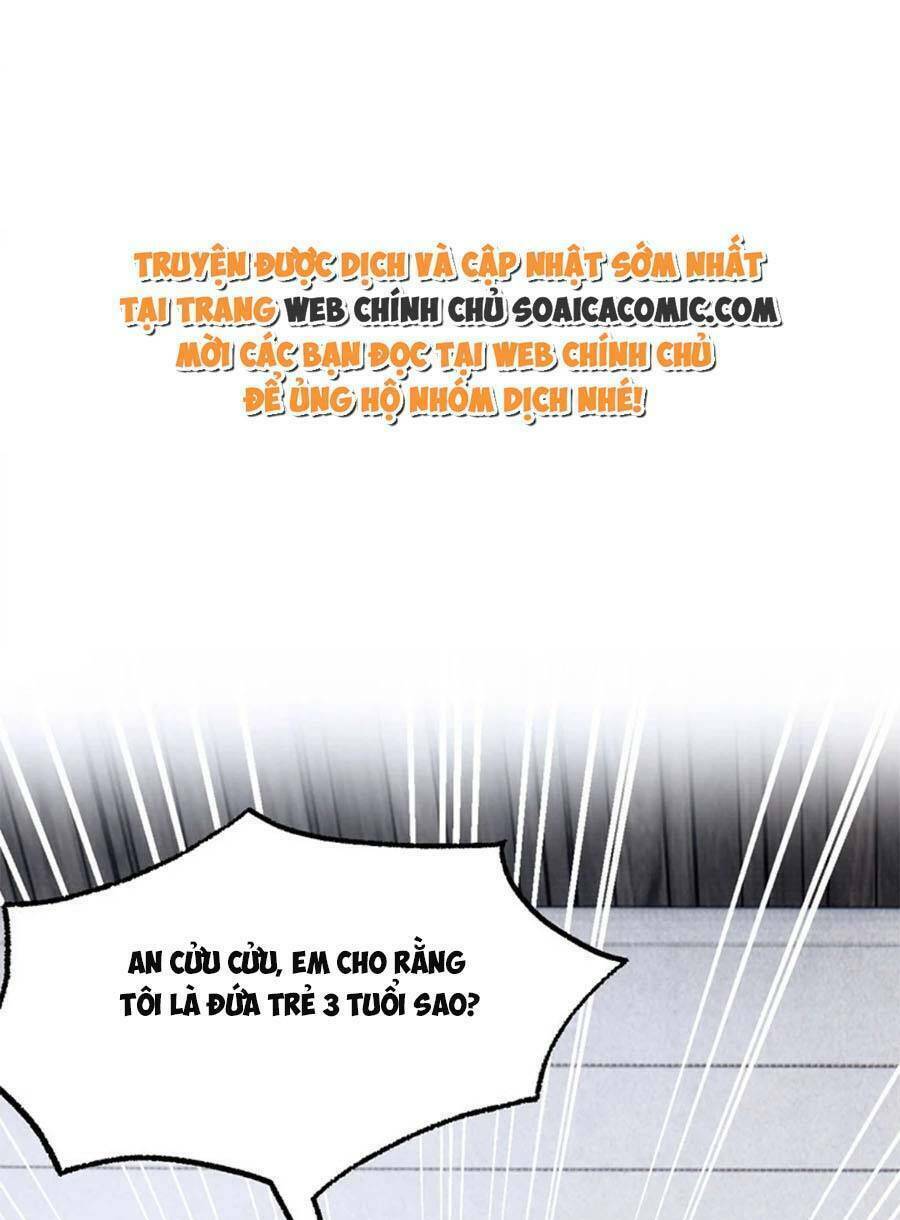 TRUYỆN ĐƯỢC DỊCH VÀ CẬP NHẬT SỚM NHẤT
TẠI TRANG WEB CHÍNH CHỦ SOAICACOMIC.COM
MỜI CÁC BẠN ĐỌC TẠI WEB CHÍNH CHỦ
ĐỂ ỦNG HỘ NHÓM DỊCH NHÉ!
AN CỬU CỬU, EM CHO RẰNG
TÔI LÀ ĐỨA TRẺ 3 TUỔI SAO?